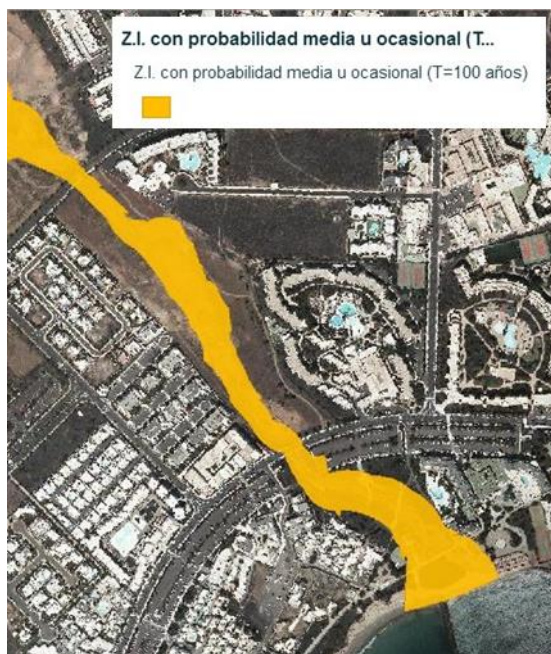 Z.I. con probabilidad media u ocasional (T...
Z.I. con probabilidad media u ocasional (T=100 años)